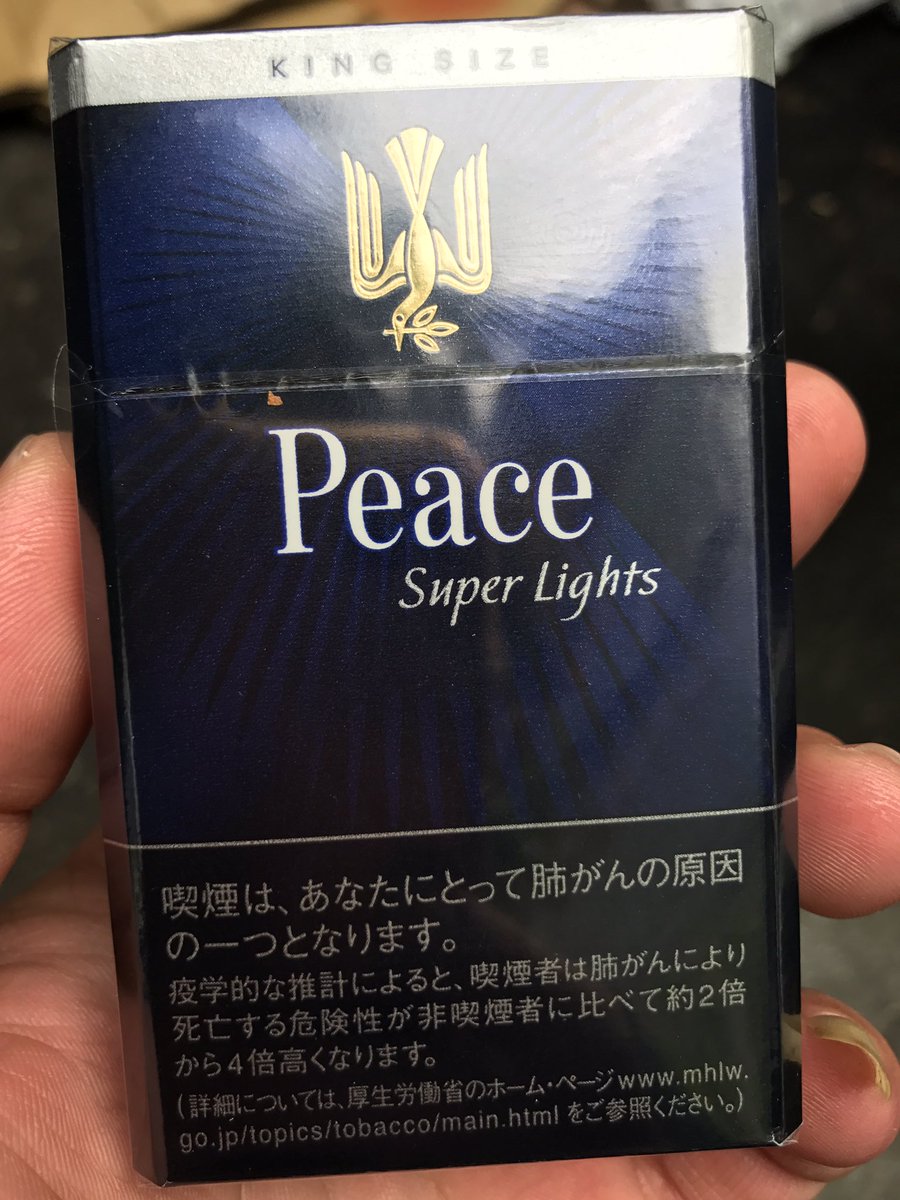 KING SIZE
Peace
Super Lights
喫煙は、あなたにとって肺がんの原因
の一つとなります。
疫学的な推計によると、喫煙者は肺がんにより
死亡する危険性が非喫煙者に比べて約2倍
から4倍高くなります。
(詳細については、厚生労働省のホーム・ページwww.mhlw.
go.jp/topics/tobacco/main.html をご参照ください。)